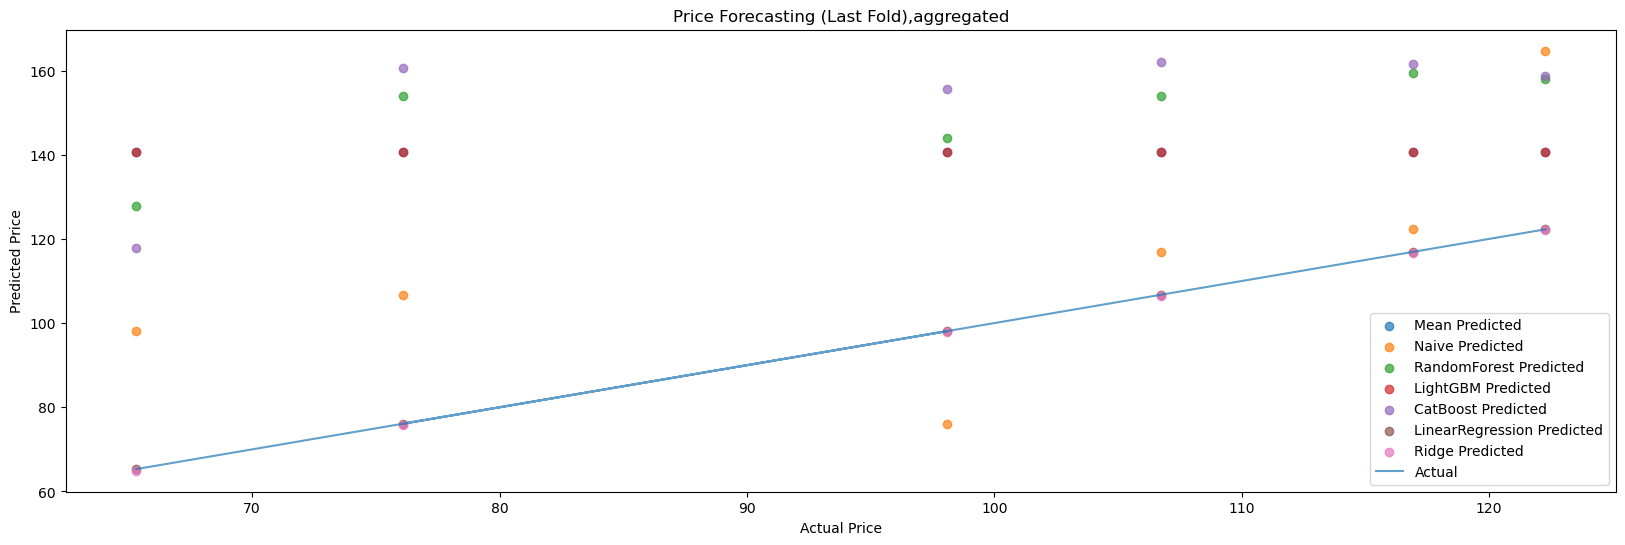 Price Forecasting (Last Fold),aggregated
Predicted Price
160
140
120
100
80
60
70
80
90
100
110
120
Actual Price
Mean Predicted
Naive Predicted
RandomForest Predicted
LightGBM Predicted
CatBoost Predicted
LinearRegression Predicted
Ridge Predicted
Actual